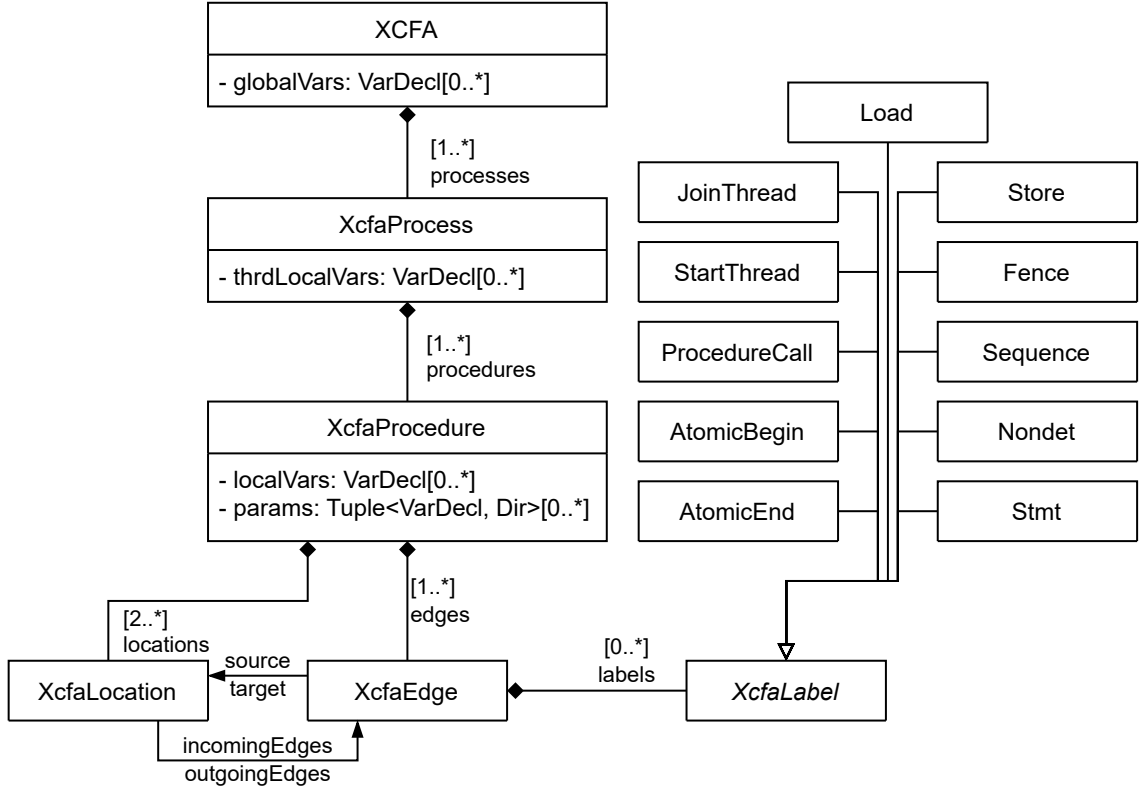 XCFA
- globalVars: VarDecl[0..*]
[1..*]
processes
XcfaProcess
- thrdLocalVars: VarDecl[0..*]
[1..*]
procedures
XcfaProcedure
- localVars: VarDecl[0..*]
- params: Tuple<VarDecl, Dir>[0..*]
[2..*]
locations
[1..*]
edges
XcfaLocation
source
target
XcfaEdge
incomingEdges
outgoingEdges
[0..*]
labels
XcfaLabel
Load
JoinThread
StartThread
ProcedureCall
AtomicBegin
AtomicEnd
Store
Fence
Sequence
Nondet
Stmt